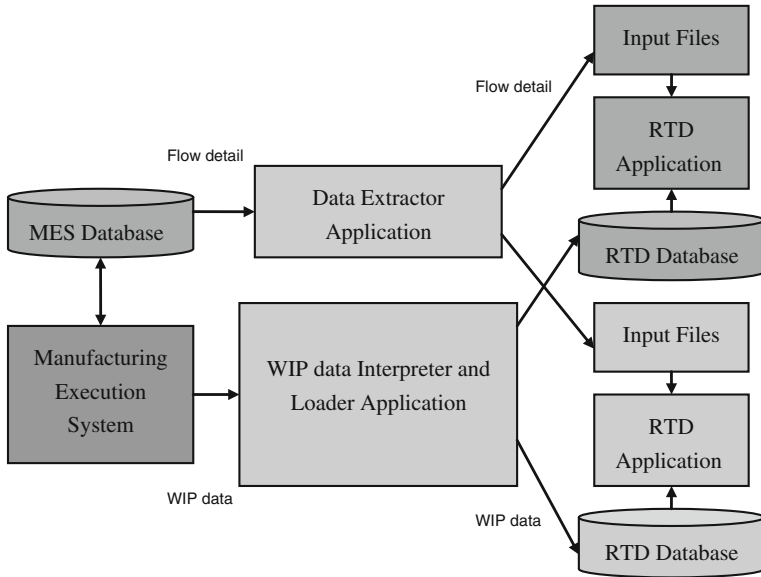 Input Files
Flow detail
RTD
Application
Flow detail
Data Extractor
Application
MES Database
RTD Database
Manufacturing
Execution
System
WIP data Interpreter and
Loader Application
Input Files
RTD
Application
WIP data
WIP data
RTD Database